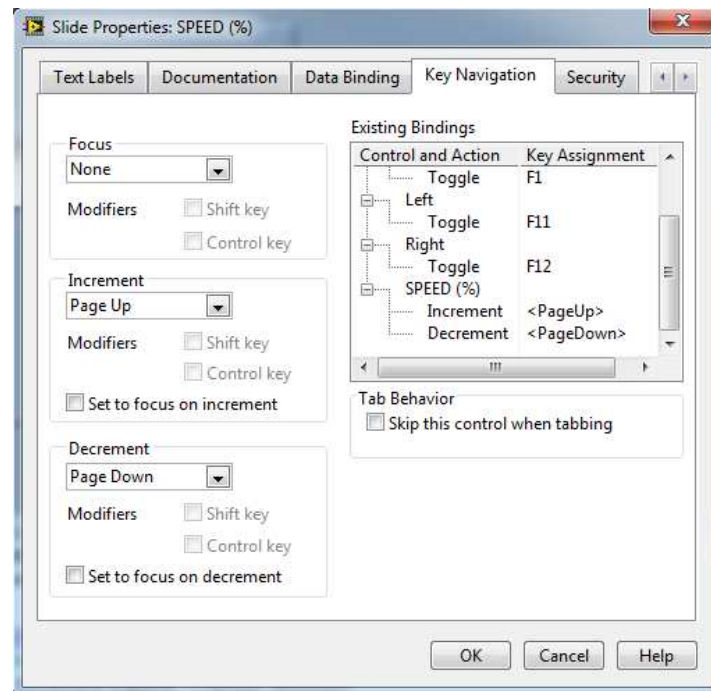 Slide Properties: SPEED (%)
Text Labels Documentation Data Binding Key Navigation Security
Focus
None
Modifiers Shift key
Control key
Increment
Page Up
Modifiers Shift key
Control key
Set to focus on increment
Decrement
Page Down
Modifiers Shift key
Control key
Set to focus on decrement
Existing Bindings
Control and Action Key Assignment
Toggle F1
Left
Toggle F11
Right
Toggle F12
SPEED (%)
Increment <PageUp>
Decrement <PageDown>
Tab Behavior
Skip this control when tabbing
OK Cancel Help